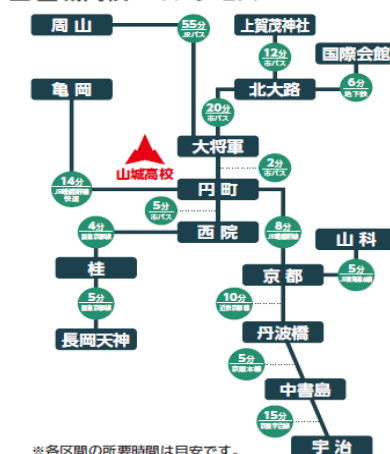 周山
55分
JRバス
上賀茂神社
12分
市バス
国際会館
6分
地下鉄
亀岡
北大路
20分
市バス
大将軍
山城高校
2分
市バス
14分
JR嵯峨野線
快速
円町
5分
市バス
4分
阪急京都線
西院
8分
JR嵯峨野線
山科
桂
京都
5分
5分
阪急京都線
10分
近鉄京都線
長岡天神
丹波橋
5分
京阪本線
中書島
15分
京阪宇治線
宇治
※各区間の所要時間は目安です。